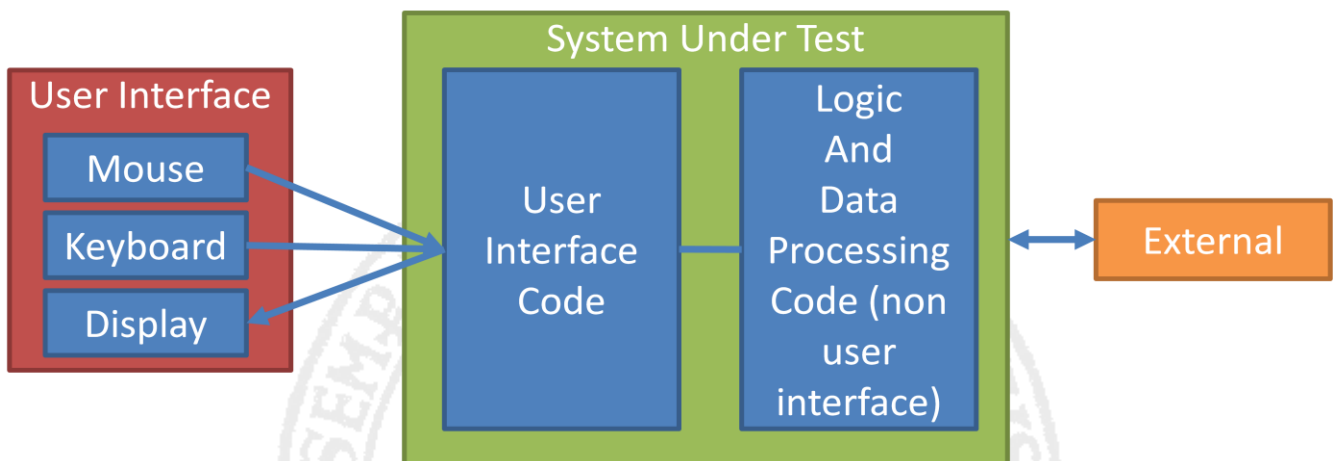 System Under Test
User Interface
Mouse
Keyboard
Display
User
Interface
Code
Logic
And
Data
Processing
Code (non
user
interface)
External